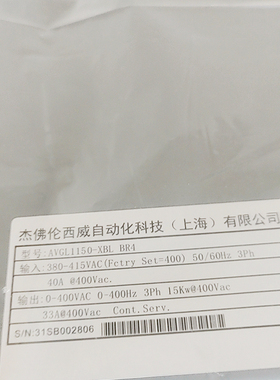 杰佛伦西威自动化科技（上海）有限公司
型号:AVGL1150-XBL BR4
输入:380-415VAC(Fctry Set=400) 50/60Hz 3Ph
40A @400Vac.
输出:0-400VAC 0-400Hz 3Ph 15Kw@400Vac
33A@400Vac Cont.Serv.
S/N:31SB002806